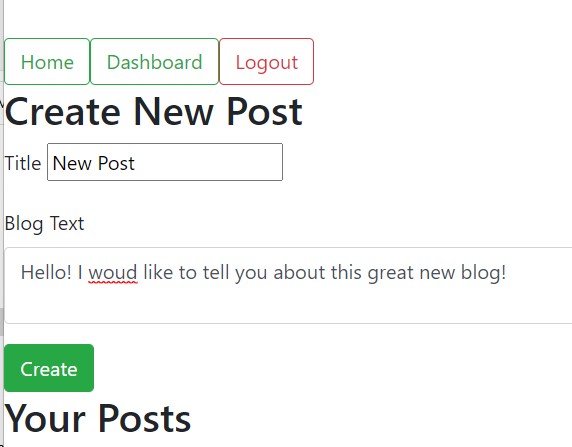 Home Dashboard Logout
Create New Post
Title New Post
Blog Text
Hello! I woud like to tell you about this great new blog!
Create
Your Posts